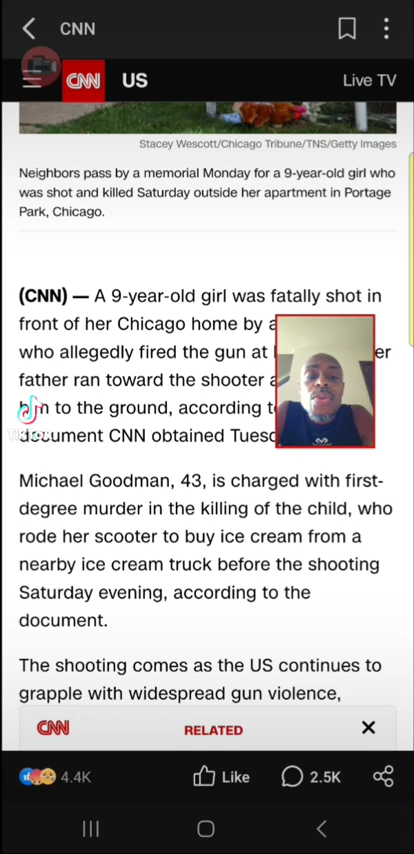 CNN
CNN US Live TV
Stacey Wescott/Chicago Tribune/TNS/Getty Images
Neighbors pass by a memorial Monday for a 9-year-old girl who
was shot and killed Saturday outside her apartment in Portage
Park, Chicago.
(CNN) — A 9-year-old girl was fatally shot in
front of her Chicago home by a
who allegedly fired the gun at er
father ran toward the shooter
to the ground, according
document CNN obtained
TikTok
Michael Goodman, 43, is charged with first-
degree murder in the killing of the child, who
rode her scooter to buy ice cream from a
nearby ice cream truck before the shooting
Saturday evening, according to the
document.
The shooting comes as the US continues to
grapple with widespread gun violence,
CNN RELATED X
4.4K Like 2.5K